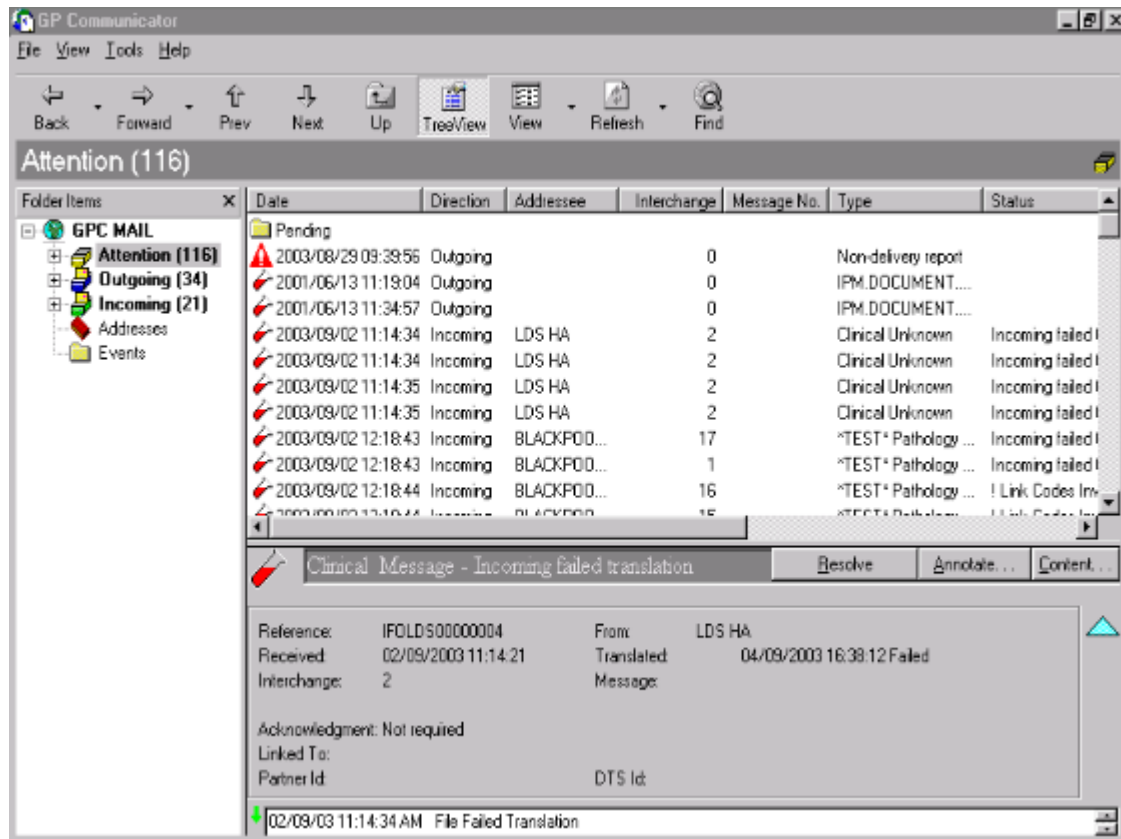 GP Communicator
File View Tools Help
Back Forward Prev Next Up TreeView View Refresh Find
Attention (116)
Folder Items
GPC MAIL
Attention (116)
Outgoing (34)
Incoming (21)
Addresses
Events
Date Direction Addressee Interchange Message No. Type Status
Pending
2003/08/29 09:39:56 Outgoing 0 Non-delivery report
2001/06/13 11:19:04 Outgoing 0 IPM.DOCUMENT....
2001/06/13 11:34:57 Outgoing 0 IPM.DOCUMENT....
2003/09/02 11:14:34 Incoming LDS HA 2 Clinical Unknown Incoming failed
2003/09/02 11:14:34 Incoming LDS HA 2 Clinical Unknown Incoming failed
2003/09/02 11:14:35 Incoming LDS HA 2 Clinical Unknown Incoming failed
2003/09/02 11:14:35 Incoming LDS HA 2 Clinical Unknown Incoming failed
2003/09/02 12:18:43 Incoming BLACKPOO... 17 *TEST* Pathology ... Incoming failed
2003/09/02 12:18:43 Incoming BLACKPOO... 1 *TEST* Pathology ... Incoming failed
2003/09/02 12:18:44 Incoming BLACKPOO... 16 *TEST* Pathology ... ! Link Codes Inv
Clinical Message - Incoming failed translation
Resolve Annotate... Content...
Reference: IFOLDS00000004 From: LDS HA
Received: 02/09/2003 11:14:21 Translated: 04/09/2003 16:38:12 Failed
Interchange: 2 Message:
Acknowledgment: Not required
Linked To:
Partner Id: DTS Id:
02/09/03 11:14:34 AM File Failed Translation